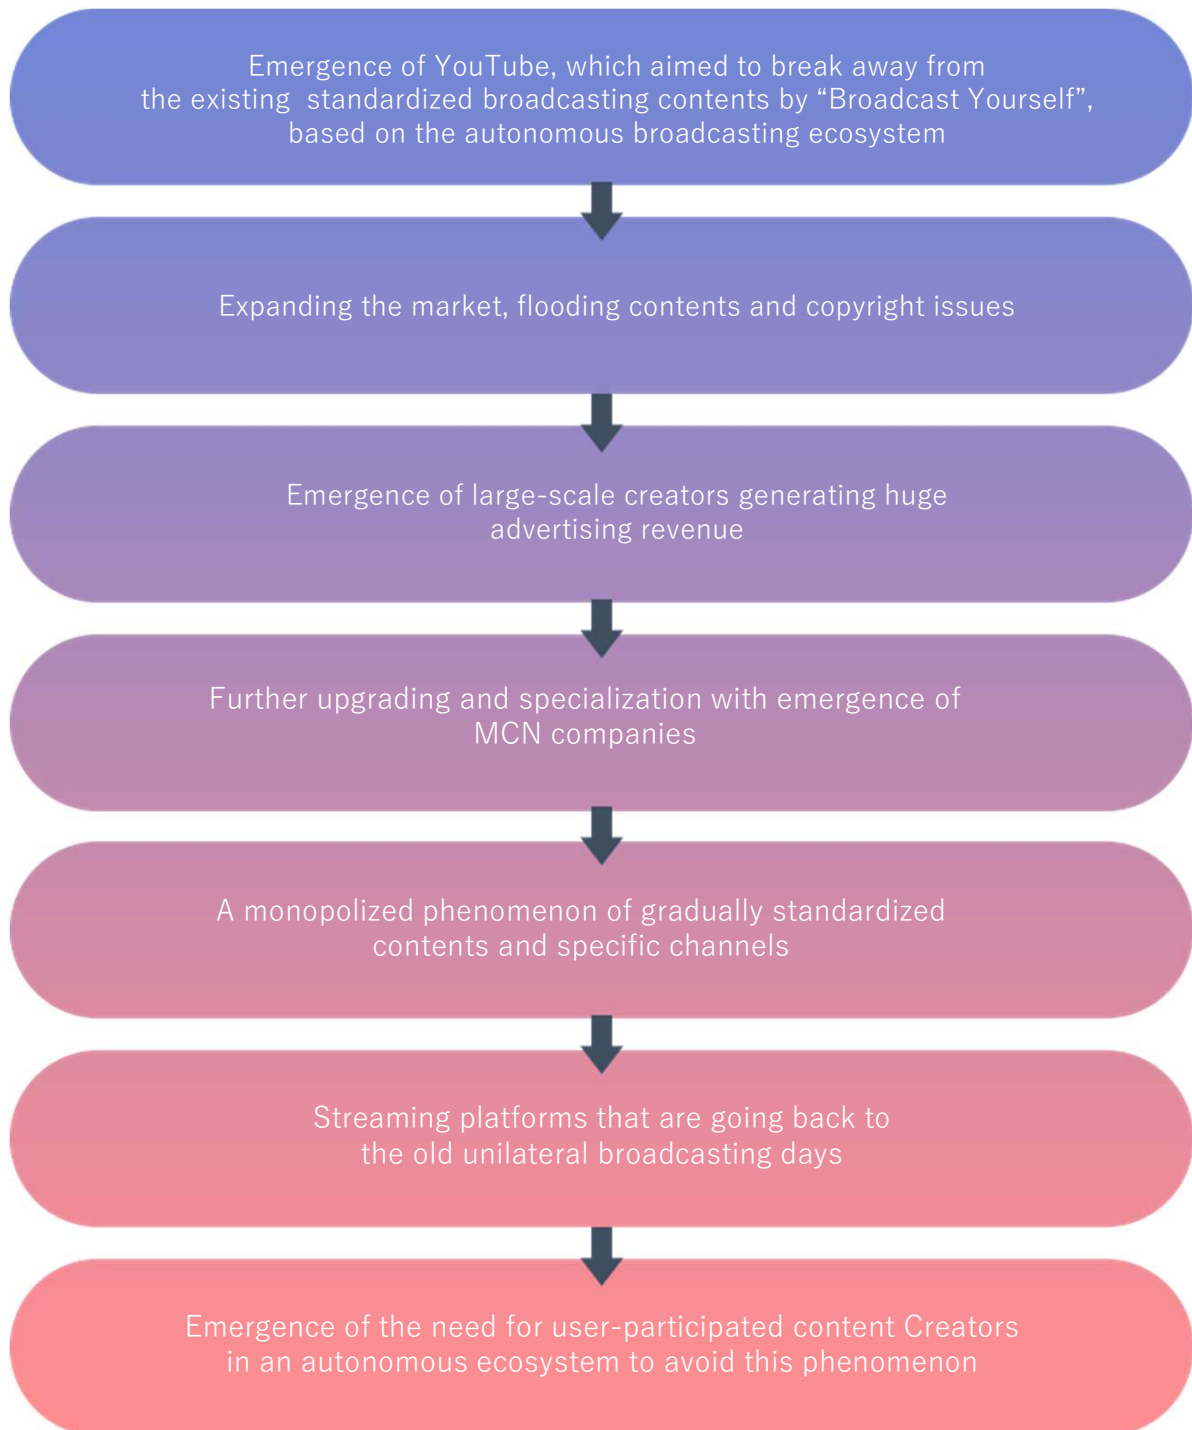 Emergence of YouTube, which aimed to break away from
the existing  standardized broadcasting contents by “Broadcast Yourself”,
based on the autonomous broadcasting ecosystem
Expanding the market, flooding contents and copyright issues
Emergence of large-scale creators generating huge
advertising revenue
Further upgrading and specialization with emergence of
MCN companies
A monopolized phenomenon of gradually standardized
contents and specific channels
Streaming platforms that are going back to
the old unilateral broadcasting days
Emergence of the need for user-participated content Creators
in an autonomous ecosystem to avoid this phenomenon